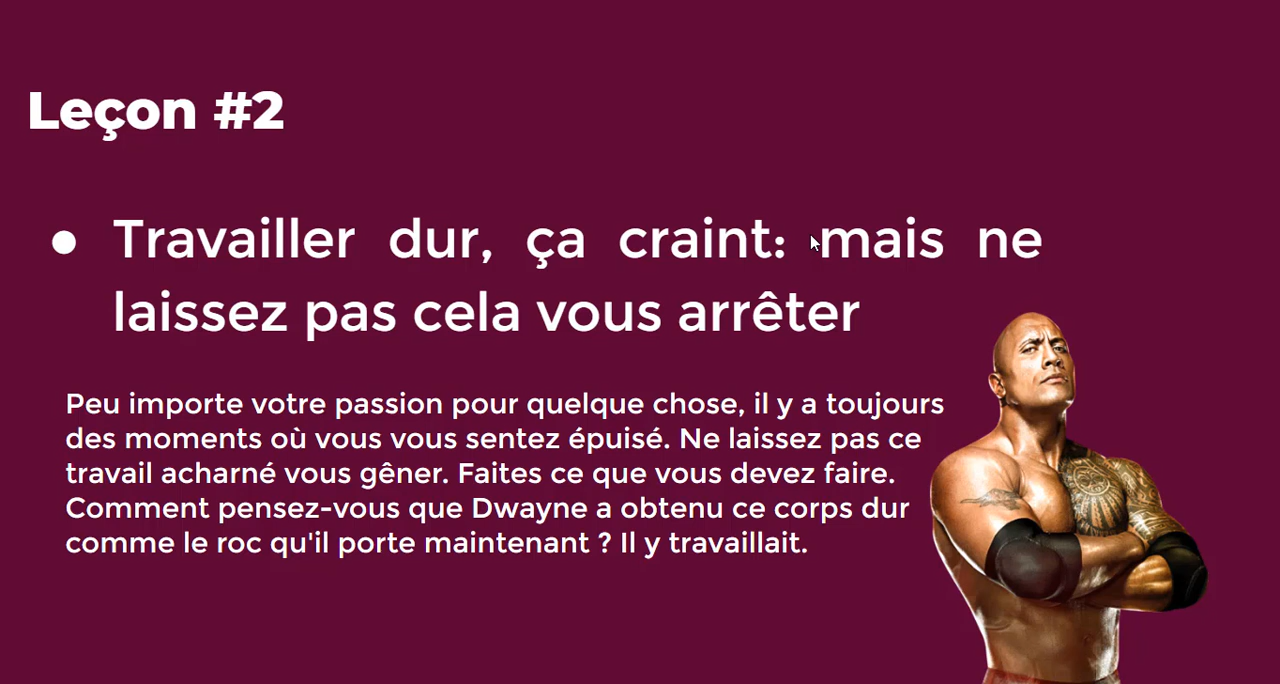 Leçon #2
● Travailler dur, ça craint: mais ne
laissez pas cela vous arrêter
Peu importe votre passion pour quelque chose, il y a toujours
des moments où vous vous sentez épuisé. Ne laissez pas ce
travail acharné vous gêner. Faites ce que vous devez faire.
Comment pensez-vous que Dwayne a obtenu ce corps dur
comme le roc qu'il porte maintenant ? Il y travaillait.